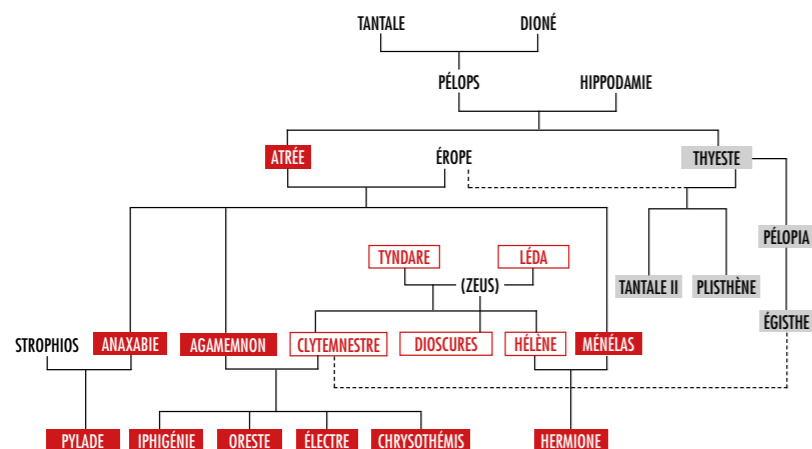 TANTALE DIONÉ
PÉLOPS HIPPODAMIE
ATRÉE ÉROPE THYESTE
PÉLOPIA
TYNDARE LÉDA
(ZEUS)
TANTALE II PLISTHÈNE
ÉGISTHE
STROPHIOS ANAXABIE AGAMEMNON CLYTEMNESTRE DIOSCURES HÉLÈNE MÉNÉLAS
PYLADE IPHIGÉNIE ORESTE ÉLECTRE CHRYSOTHÉMIS HERMIONE